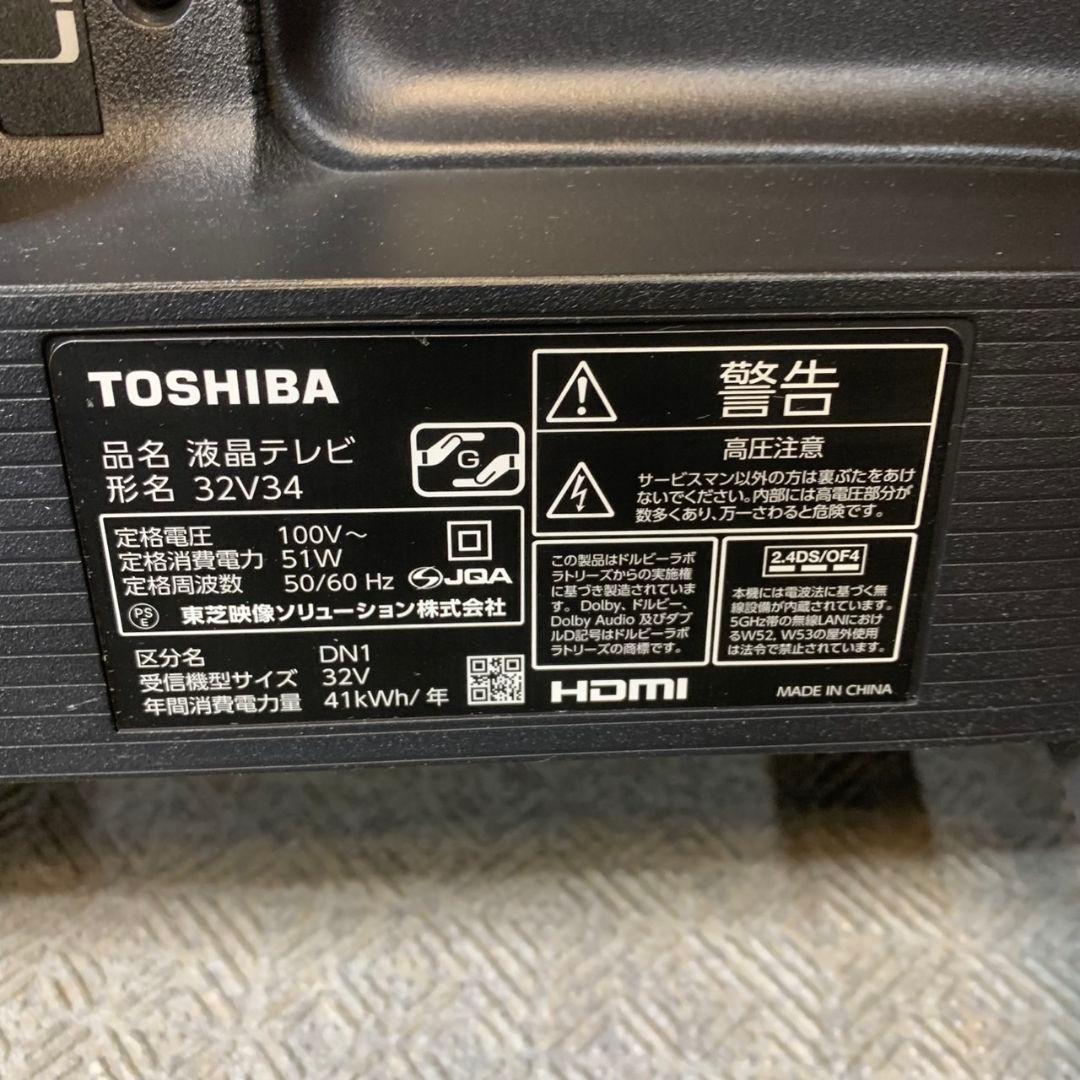 TOSHIBA
品名 液晶テレビ
形名 32V34
G
定格電圧 100V～
定格消費電力 51W
定格周波数 50/60 Hz
JQA
PS
E
東芝映像ソリューション株式会社
区分名 DN1
受信機型サイズ 32V
年間消費電力量 41kWh/年
警告
高圧注意
サービスマン以外の方は裏ぶたをあけ
ないでください。内部には高電圧部分が
数多くあり、万一さわると危険です。
この製品はドルビーラボ
ラトリーズからの実施権
に基づき製造されていま
す。Dolby、ドルビー、
Dolby Audio 及びダブ
ルD記号はドルビーラボ
ラトリーズの商標です。
2.4DS/OF4
本機には電波法に基づく無
線設備が内蔵されています。
5GHz帯の無線LANにおけ
るW52, W53の屋外使用
は法令で禁止されています。
HDMI
MADE IN CHINA